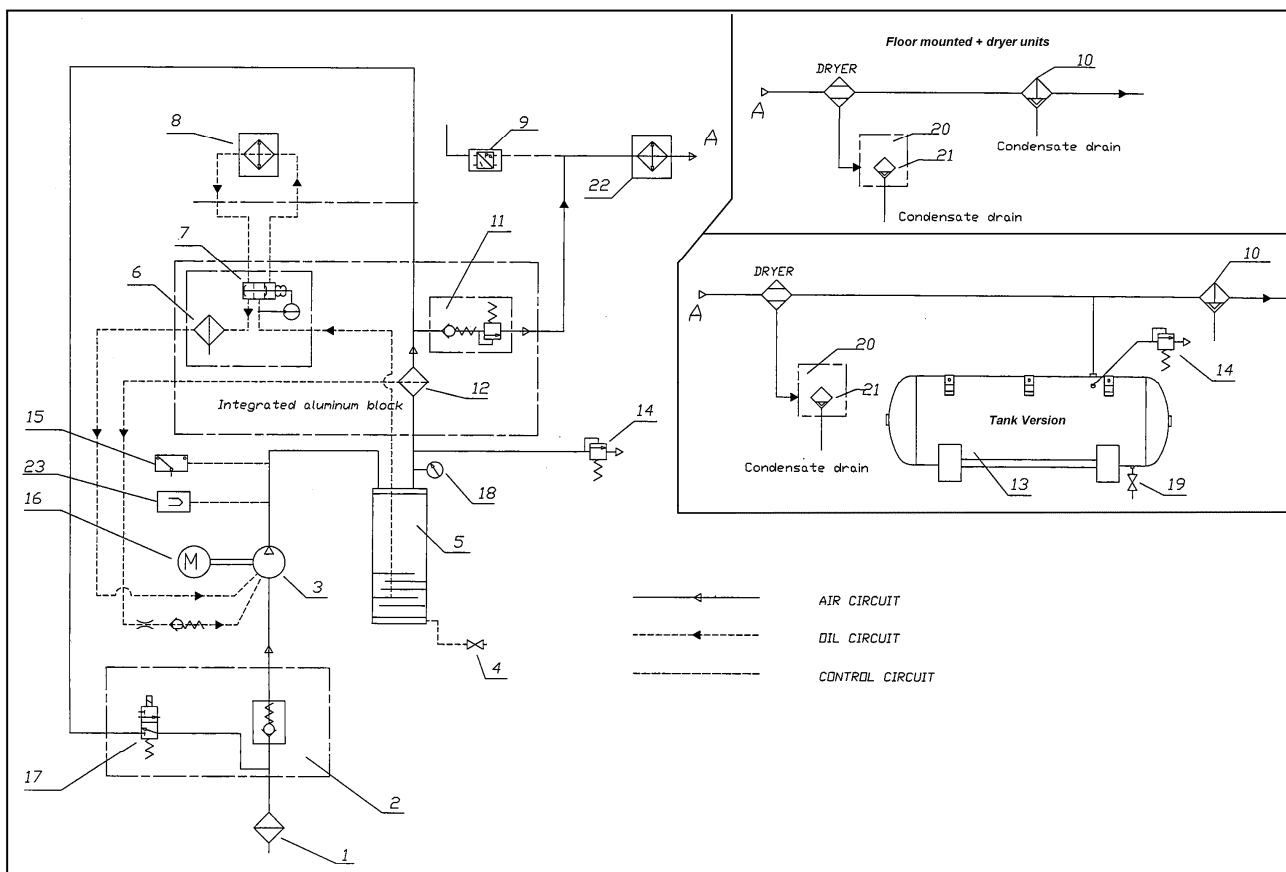 Floor mounted + dryer units
DRYER
10
A
20
21
Condensate drain
Condensate drain
8
9
A
22
7
11
6
12
Integrated aluminum block
15
14
23
18
16
M
5
3
4
17
2
1
DRYER
10
A
20
14
21
Tank Version
Condensate drain
13
19
AIR CIRCUIT
OIL CIRCUIT
CONTROL CIRCUIT